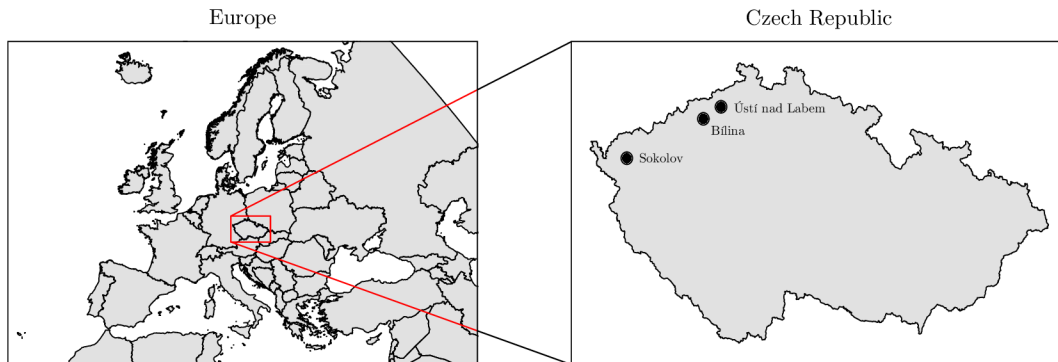 Europe
Czech Republic
Ústí nad Labem
Bílina
Sokolov